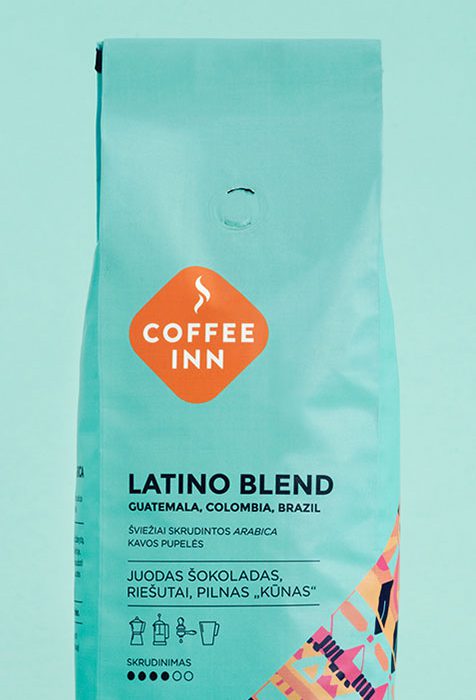 COFFEE
INN
LATINO BLEND
GUATEMALA, COLOMBIA, BRAZIL
ŠVIEŽIAI SKRUDINTOS ARABICA
KAVOS PUPELĖS
JUODAS ŠOKOLADAS,
RIEŠUTAI, PILNAS „KŪNAS“
SKRUDINIMAS